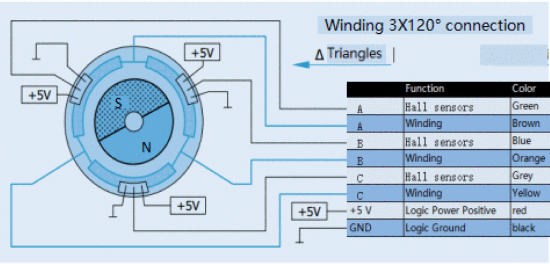 Winding 3X120° connection
Δ Triangles
+5V
+5V
S
N
+5V
+5V
Function Color
A Hall sensors Green
A Winding Brown
B Hall sensors Blue
B Winding Orange
C Hall sensors Grey
C Winding Yellow
+5 V Logic Power Positive red
GND Logic Ground black